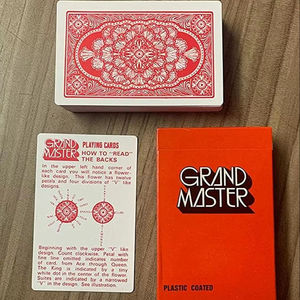 GRAND
MASTER
PLAYING CARDS
HOW TO "READ"
THE BACKS
In the upper left hand corner of
each card you will notice a flower-
like design. This flower has twelve
petals and four divisions of "V" like
designs.
Beginning with the upper "V" like
design. Count clockwise. Petal with
fine line omitted indicates number
of card, from Ace through Queen.
The King is indicated by a tiny
white dot in the center of the flower.
Suites are indicated by a narrowed
"V" in the design. See illustration.
GRAND
MASTER
PLASTIC COATED